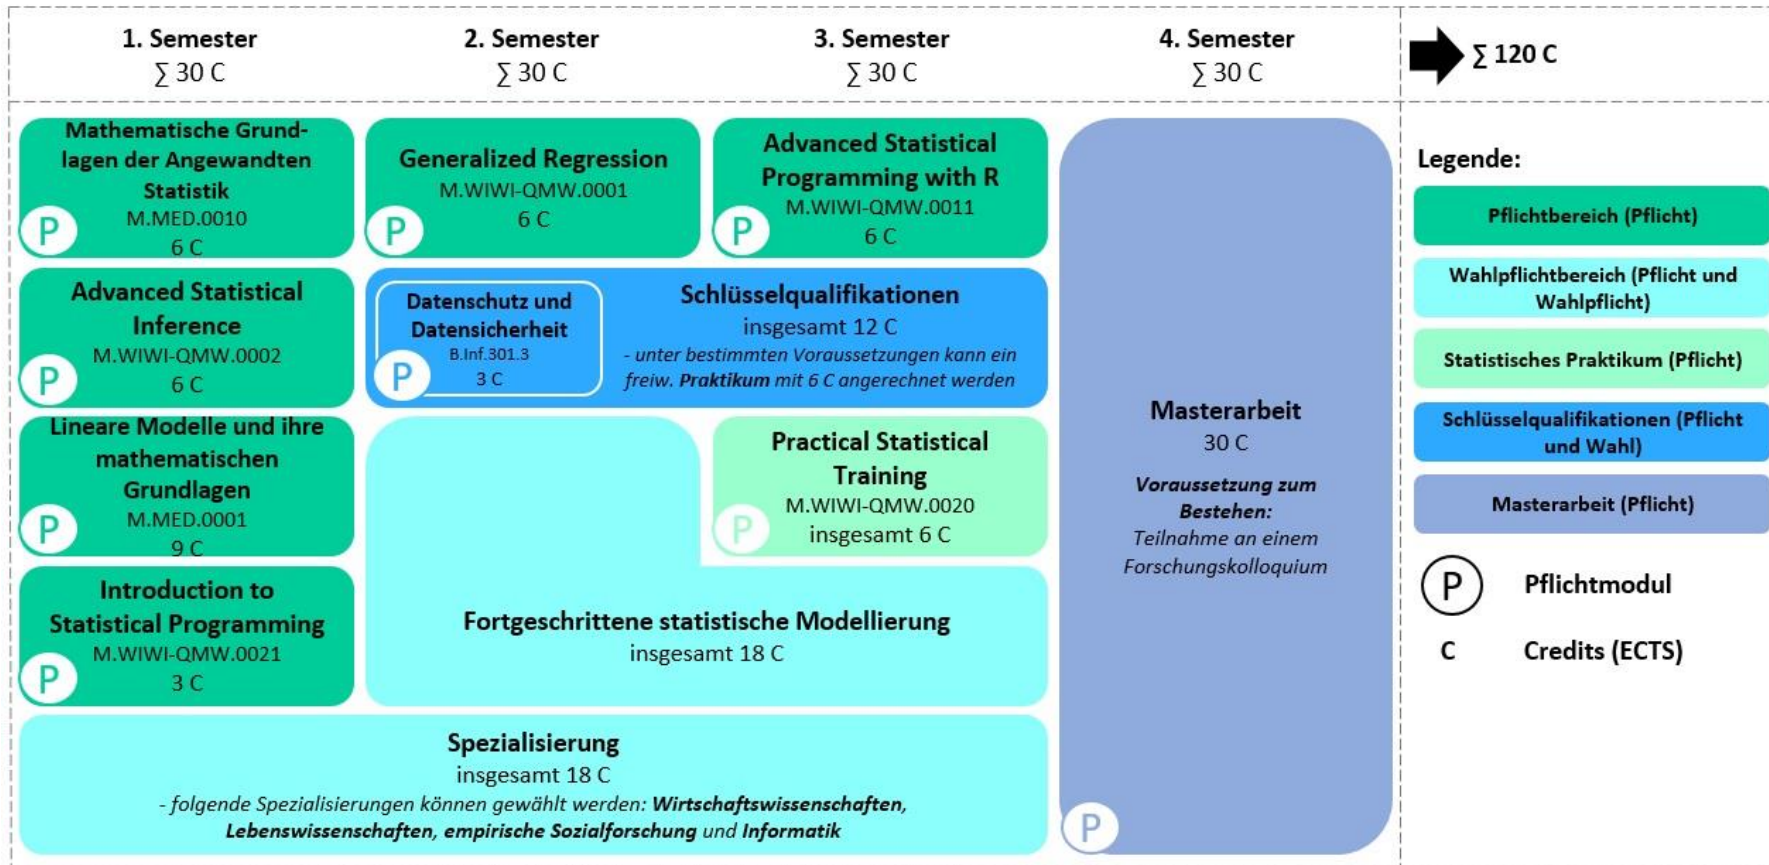 1. Semester
∑ 30 C
2. Semester
∑ 30 C
3. Semester
∑ 30 C
4. Semester
∑ 30 C
∑ 120 C
Mathematische Grund-
lagen der Angewandten
Statistik
M.MED.0010
6 C
P
Generalized Regression
M.WIWI-QMW.0001
6 C
P
Advanced Statistical
Programming with R
M.WIWI-QMW.0011
6 C
P
Advanced Statistical
Inference
M.WIWI-QMW.0002
6 C
P
Datenschutz und
Datensicherheit
B.Inf.301.3
3 C
P
Schlüsselqualifikationen
insgesamt 12 C
- unter bestimmten Voraussetzungen kann ein
freiw. Praktikum mit 6 C angerechnet werden
Lineare Modelle und ihre
mathematischen
Grundlagen
M.MED.0001
9 C
P
Practical Statistical
Training
M.WIWI-QMW.0020
insgesamt 6 C
P
Introduction to
Statistical Programming
M.WIWI-QMW.0021
3 C
P
Fortgeschrittene statistische Modellierung
insgesamt 18 C
Spezialisierung
insgesamt 18 C
- folgende Spezialisierungen können gewählt werden: Wirtschaftswissenschaften,
Lebenswissenschaften, empirische Sozialforschung und Informatik
Masterarbeit
30 C
Voraussetzung zum
Bestehen:
Teilnahme an einem
Forschungskolloquium
P
Legende:
Pflichtbereich (Pflicht)
Wahlpflichtbereich (Pflicht und
Wahlpflicht)
Statistisches Praktikum (Pflicht)
Schlüsselqualifikationen (Pflicht
und Wahl)
Masterarbeit (Pflicht)
P Pflichtmodul
C Credits (ECTS)